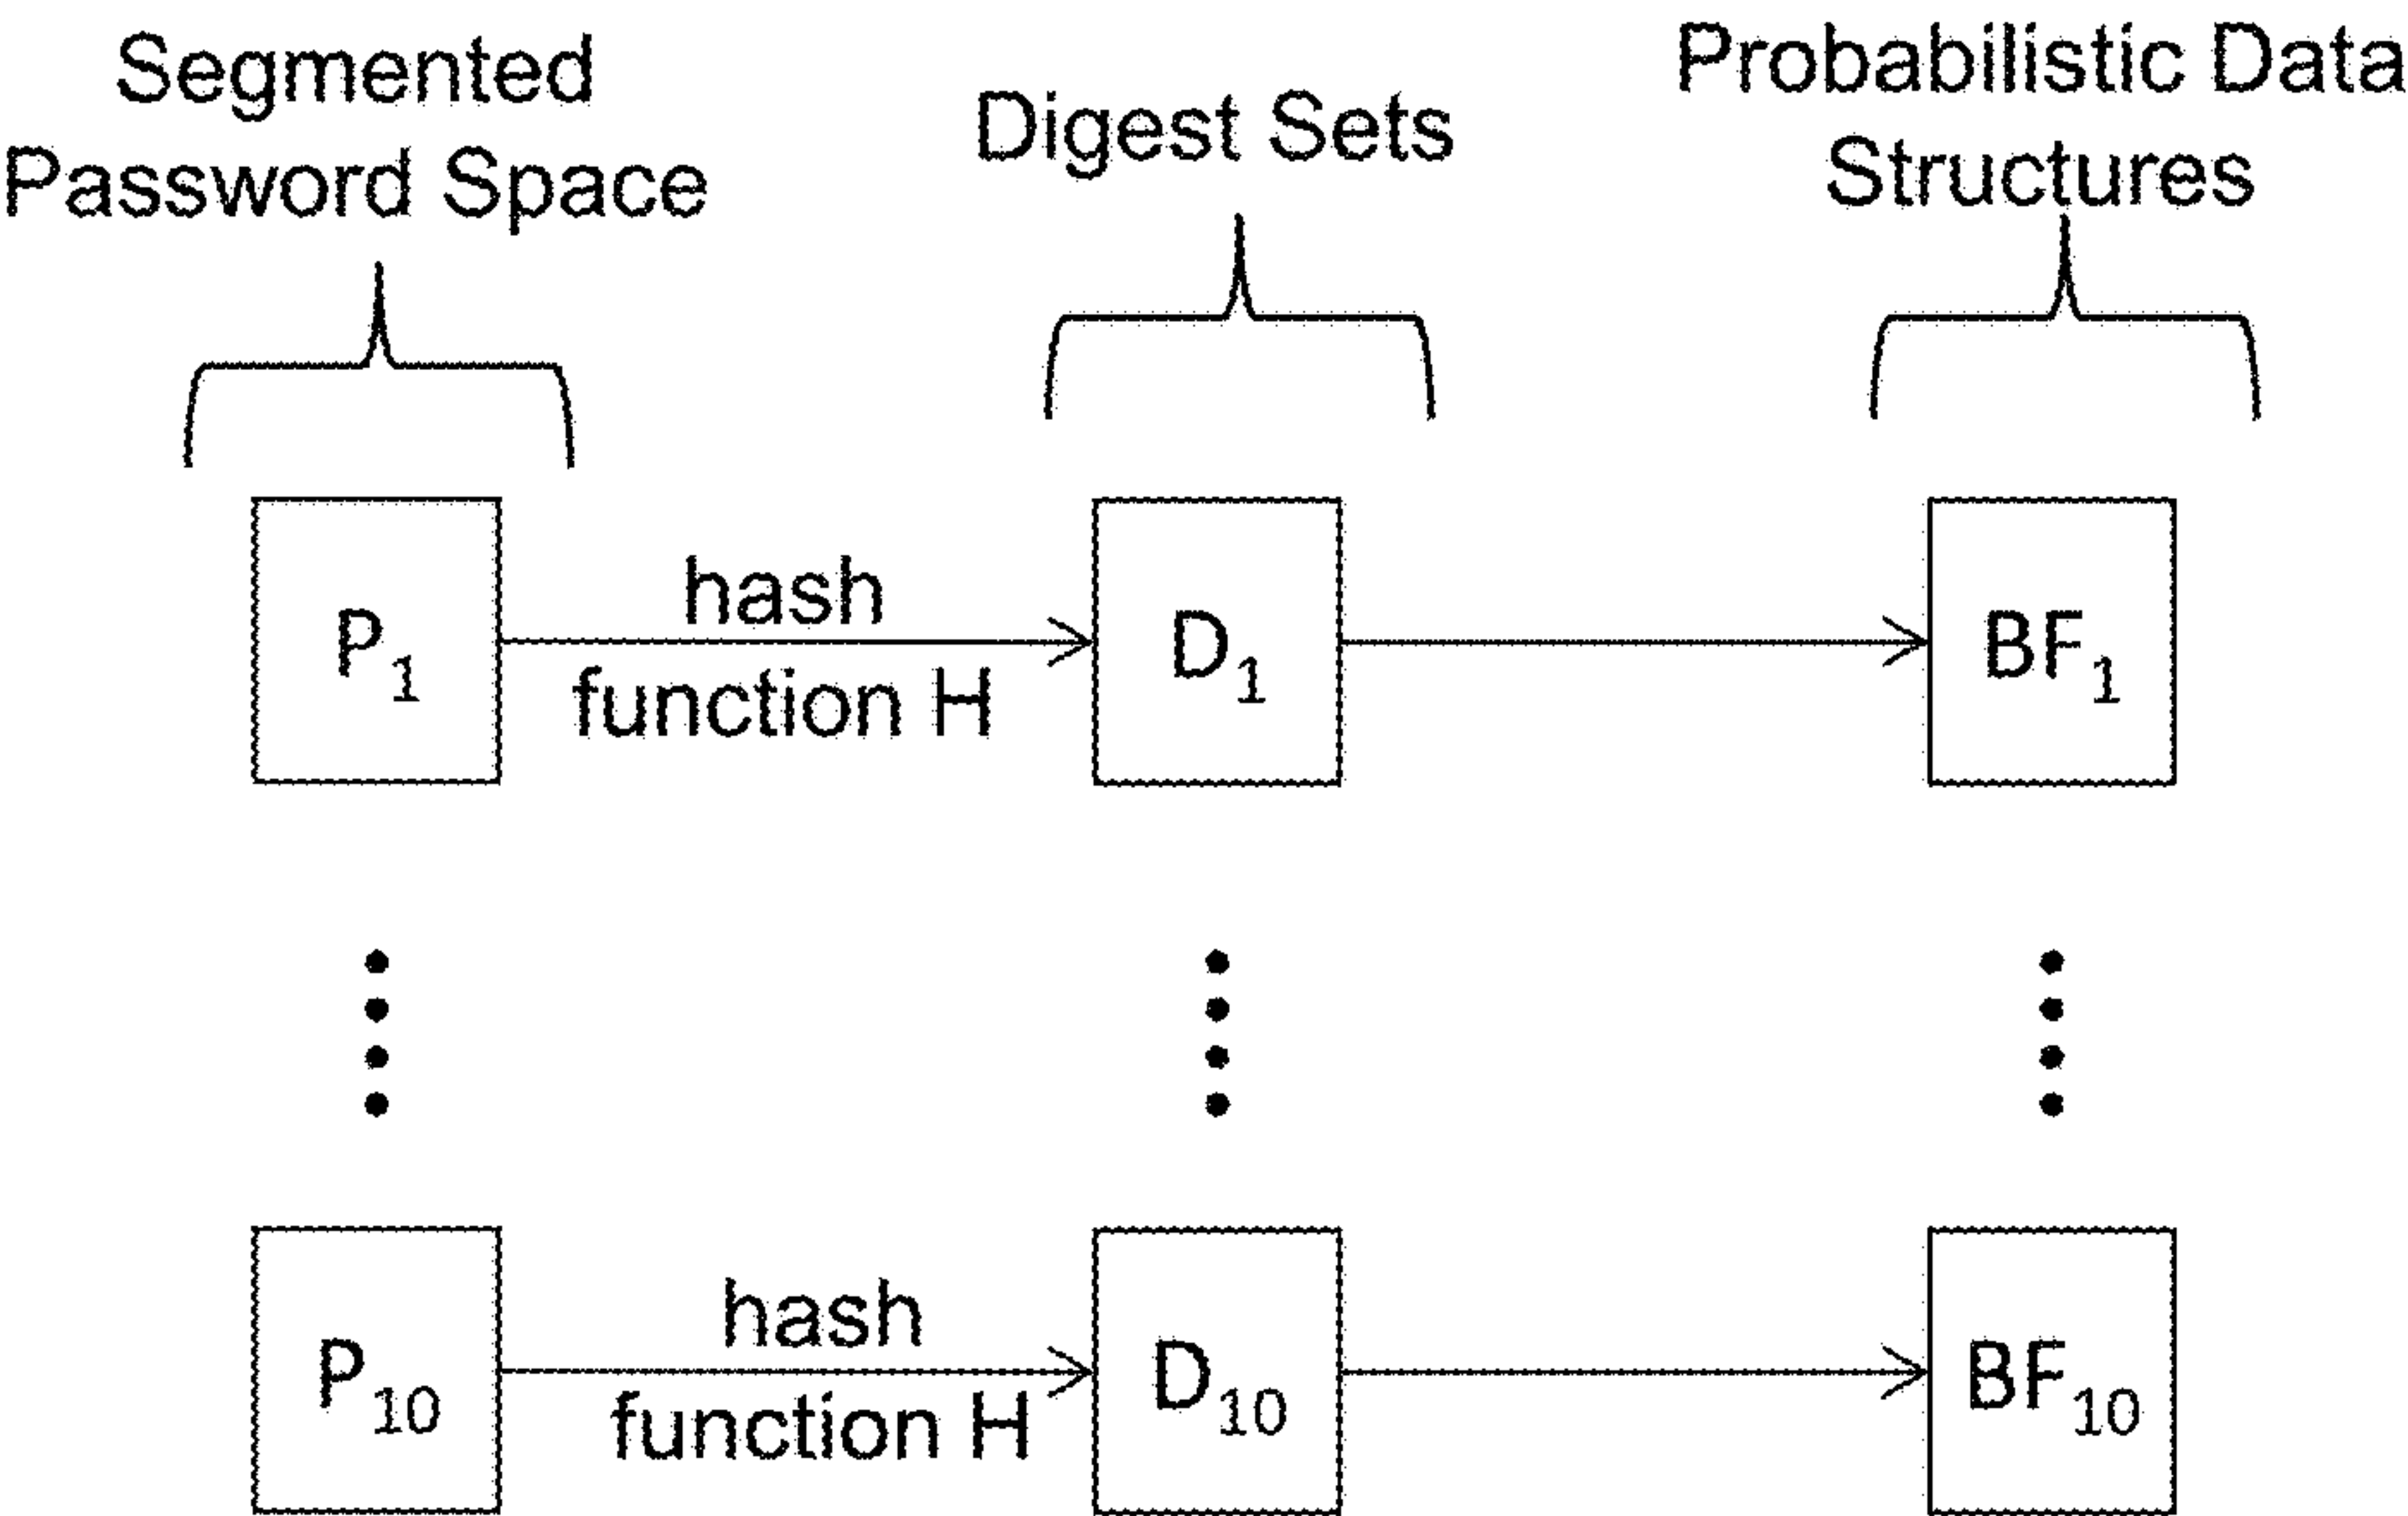 Segmented
Password Space
Digest Sets
Probabilistic Data
Structures
P1
hash
function H
D1
BF1
P10
hash
function H
D10
BF10